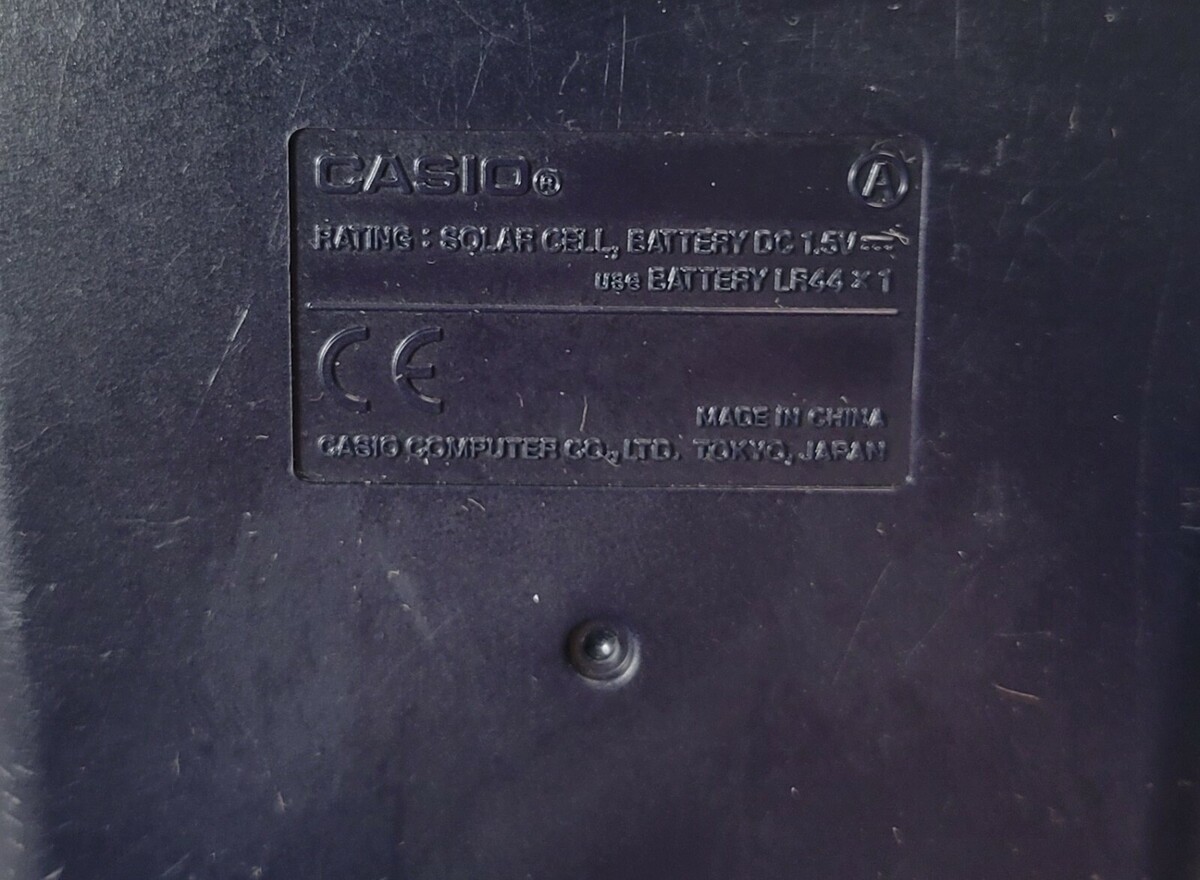 CASIO® Ⓐ
RATING : SOLAR CELL, BATTERY DC 1.5V⎓
use BATTERY LR44 × 1
CE
MADE IN CHINA
CASIO COMPUTER CO., LTD. TOKYO, JAPAN